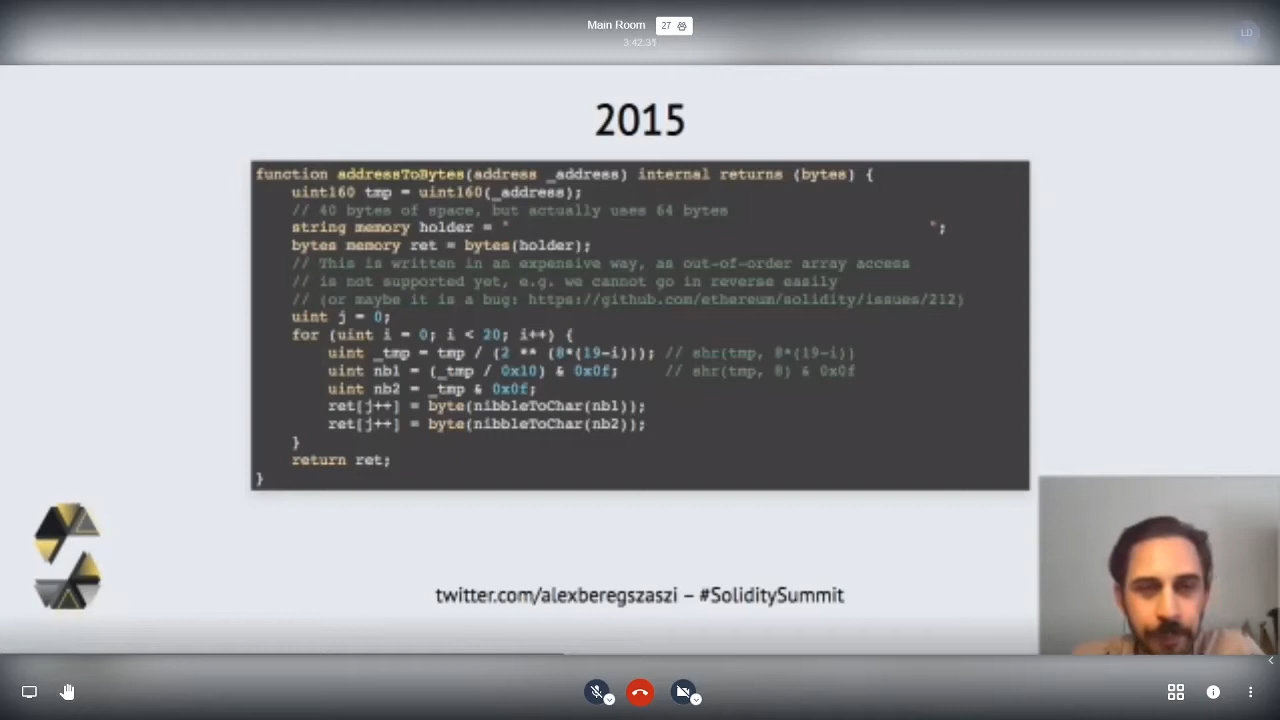 Main Room 27
3:42:31
LD
2015
function addressToBytes(address _address) internal returns (bytes) {
uint160 tmp = uint160(_address);
// 40 bytes of space, but actually uses 64 bytes
string memory holder = "                                        ";
bytes memory ret = bytes(holder);
// This is written in an expensive way, as out-of-order array access
// is not supported yet, e.g. we cannot go in reverse easily
// (or maybe it is a bug: https://github.com/ethereum/solidity/issues/212)
uint j = 0;
for (uint i = 0; i < 20; i++) {
uint _tmp = tmp / (2 ** (8*(19-i))); // shr(tmp, 8*(19-i))
uint nb1 = (_tmp / 0x10) & 0x0f; // shr(tmp, 8) & 0x0f
uint nb2 = _tmp & 0x0f;
ret[j++] = byte(nibbleToChar(nb1));
ret[j++] = byte(nibbleToChar(nb2));
}
return ret;
}
twitter.com/alexberegszaszi – #SoliditySummit